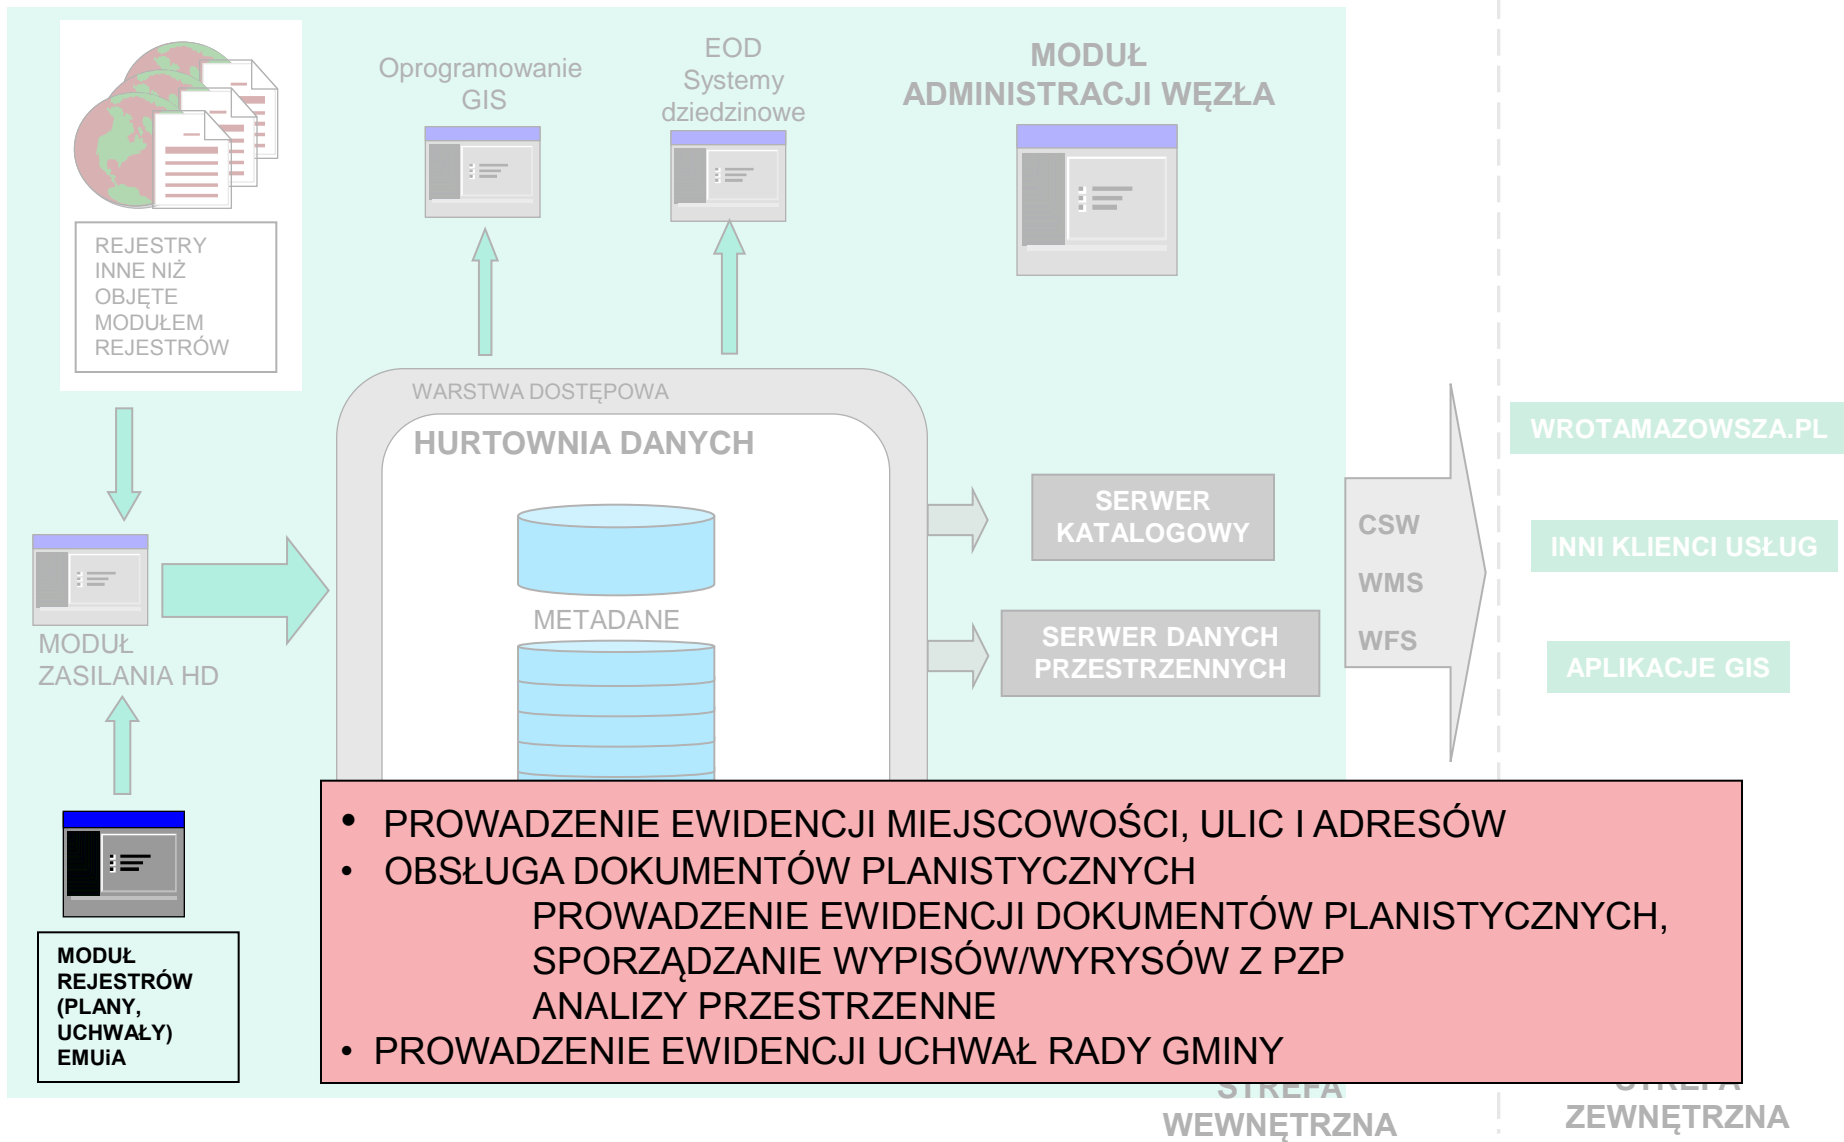 Oprogramowanie
GIS
EOD
Systemy
dziedzinowe
MODUŁ
ADMINISTRACJI WĘZŁA
REJESTRY
INNE NIŻ
OBJĘTE
MODUŁEM
REJESTRÓW
WARSTWA DOSTĘPOWA
HURTOWNIA DANYCH
METADANE
MODUŁ
ZASILANIA HD
SERWER
KATALOGOWY
SERWER DANYCH
PRZESTRZENNYCH
CSW
WMS
WFS
WROTAMAZOWSZA.PL
INNI KLIENCI USŁUG
APLIKACJE GIS
MODUŁ
REJESTRÓW
(PLANY,
UCHWAŁY)
EMUiA
• PROWADZENIE EWIDENCJI MIEJSCOWOŚCI, ULIC I ADRESÓW
• OBSŁUGA DOKUMENTÓW PLANISTYCZNYCH
PROWADZENIE EWIDENCJI DOKUMENTÓW PLANISTYCZNYCH,
SPORZĄDZANIE WYPISÓW/WYRYSÓW Z PZP
ANALIZY PRZESTRZENNE
• PROWADZENIE EWIDENCJI UCHWAŁ RADY GMINY
STREFA
WEWNĘTRZNA
STREFA
ZEWNĘTRZNA